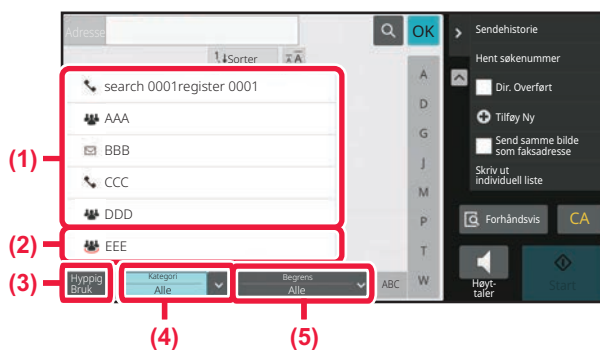 Adresse
OK
Sorter
search 0001register 0001
AAA
BBB
CCC
DDD
EEE
Hyppig
Bruk
Kategori
Alle
Begrens
Alle
ABC
A
D
G
J
M
P
T
W
Sendehistorie
Hent søkenummer
Dir. Overført
Tilføy Ny
Send samme bilde
som faksadresse
Skriv ut
individuell liste
Forhåndsvis
CA
Høyt-
taler
Start
(1)
(2)
(3)
(4)
(5)